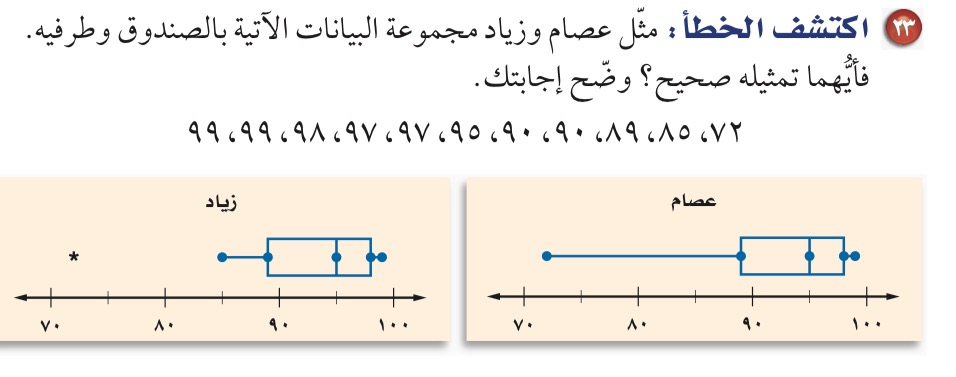 ٢٣ اكتشف الخطأ: مثّل عصام وزياد مجموعة البيانات الآتية بالصندوق وطرفيه.
فأيُّهما تمثيله صحيح؟ وضّح إجابتك.
٧٢، ٨٥، ٨٩، ٩٠، ٩٠، ٩٥، ٩٧، ٩٧، ٩٨، ٩٩، ٩٩
عصام
٧٠ ٨٠ ٩٠ ١٠٠
زياد
*
٧٠ ٨٠ ٩٠ ١٠٠